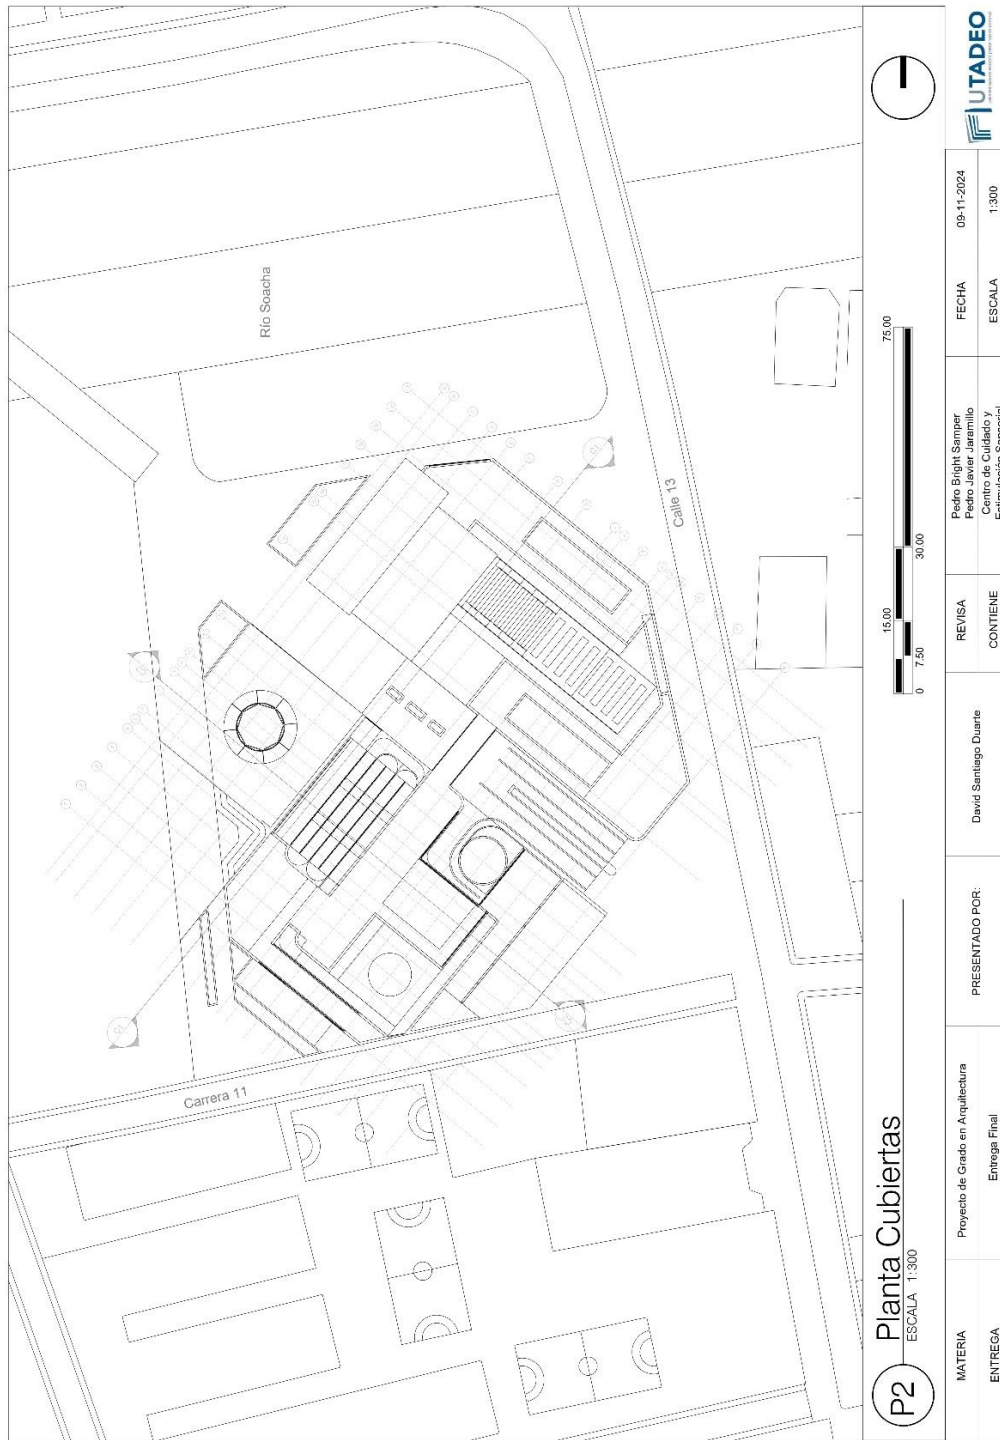 Río Soacha
Calle 13
Carrera 11
P2
Planta Cubiertas
ESCALA 1:300
0
7.50
15.00
30.00
75.00
UTADEO
MATERIA
Proyecto de Grado en Arquitectura
PRESENTADO POR:
David Santiago Duarte
REVISA
Pedro Bright Samper
Pedro Javier Jaramillo
FECHA
09-11-2024
ENTREGA
Entrega Final
CONTIENE
Centro de Cuidado y
Estimulación Sensorial
ESCALA
1:300